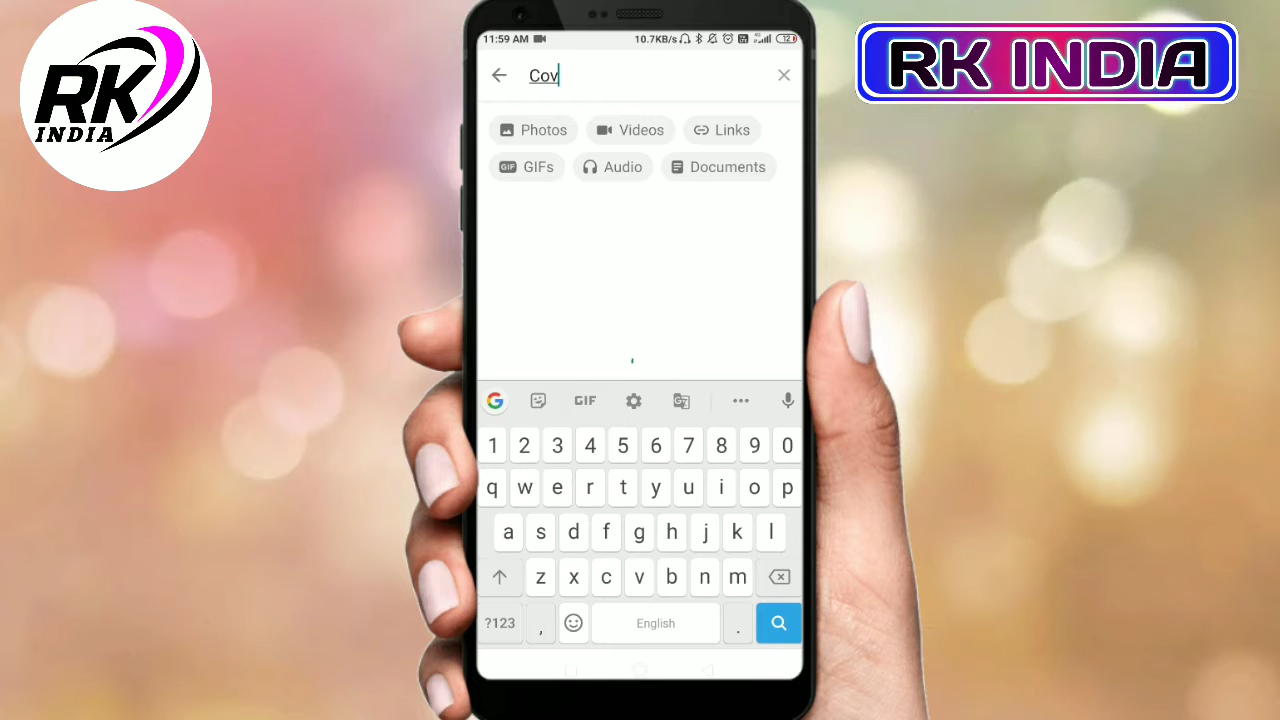 RK
INDIA
RK INDIA
11:59 AM
10.7KB/s
12
Cov
Photos
Videos
Links
GIF GIFs
Audio
Documents
G GIF
1 2 3 4 5 6 7 8 9 0
q w e r t y u i o p
a s d f g h j k l
z x c v b n m
?123 , English .